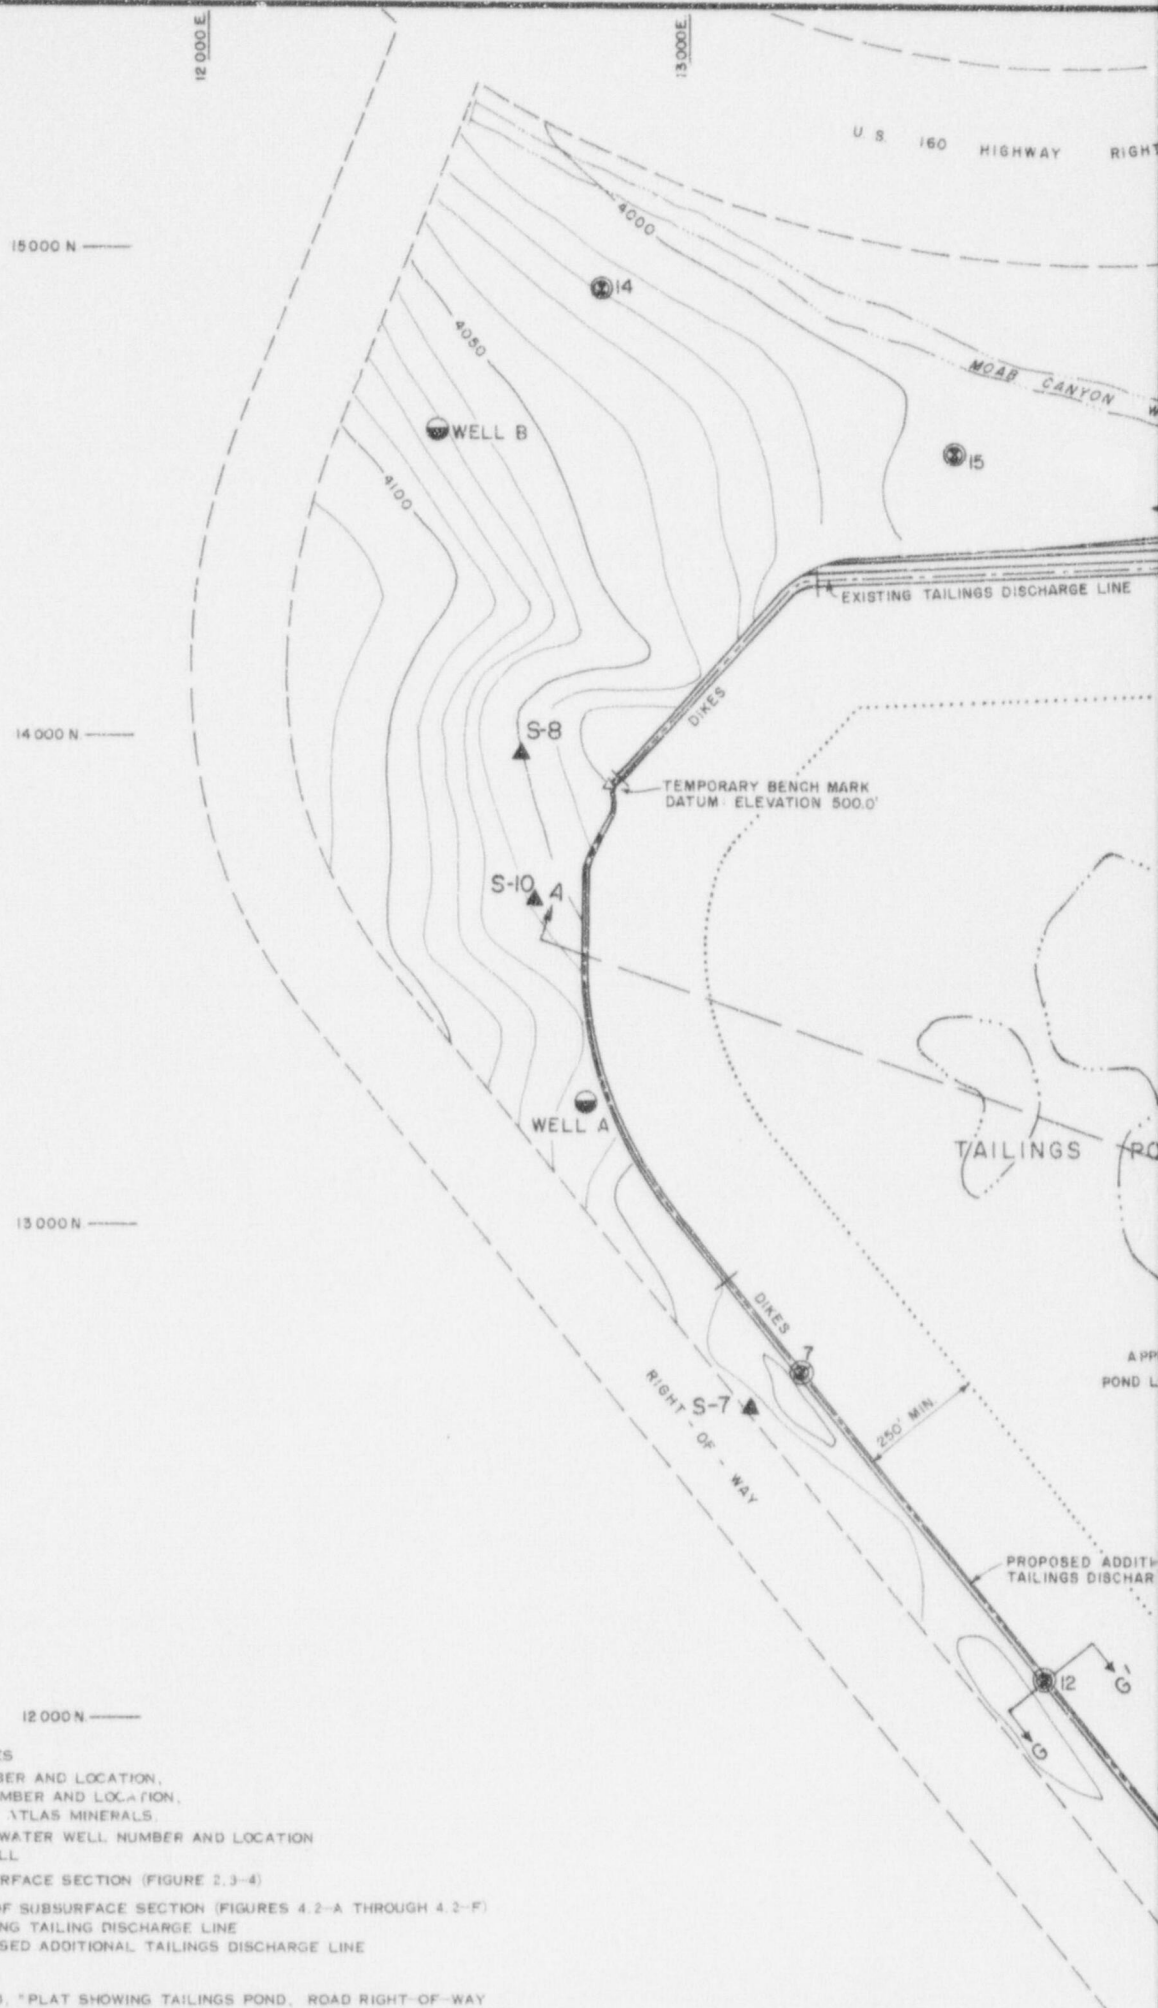 12000 E
13000 E
U. S. 160 HIGHWAY RIGHT
15000 N
4000
14
4050
MOAB CANYON W
WELL B
15
4100
EXISTING TAILINGS DISCHARGE LINE
DIKES
14000 N
S-8
TEMPORARY BENCH MARK
DATUM: ELEVATION 500.0'
S-10
A
WELL A
TAILINGS PO
13000 N
DIKES
7
APP
POND L
RIGHT - OF - WAY
S-7
250' MIN.
PROPOSED ADDITI
TAILINGS DISCHAR
12
G'
G
12000 N.
ES
BER AND LOCATION,
MBER AND LOCATION,
ATLAS MINERALS.
WATER WELL NUMBER AND LOCATION
LL
RFACE SECTION (FIGURE 2.3-4)
OF SUBSURFACE SECTION (FIGURES 4.2-A THROUGH 4.2-F)
NG TAILING DISCHARGE LINE
SED ADDITIONAL TAILINGS DISCHARGE LINE
"PLAT SHOWING TAILINGS POND, ROAD RIGHT-OF-WAY